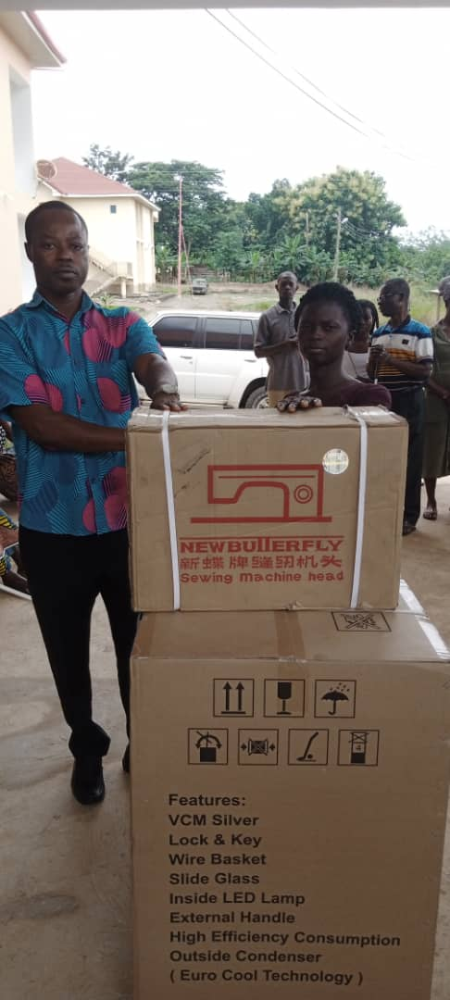 NEWBUTTERFLY
新蝶牌缝纫机头
Sewing machine head
4
Features:
VCM Silver
Lock & Key
Wire Basket
Slide Glass
Inside LED Lamp
External Handle
High Efficiency Consumption
Outside Condenser
( Euro Cool Technology )